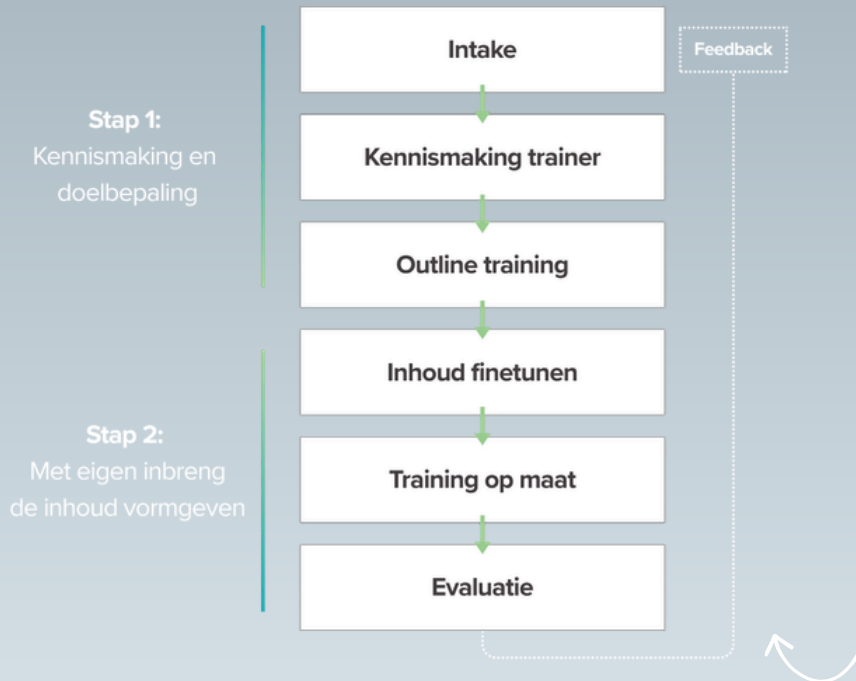 Intake
Feedback
Stap 1:
Kennismaking en
doelbepaling
Kennismaking trainer
Outline training
Inhoud finetunen
Stap 2:
Met eigen inbreng
de inhoud vormgeven
Training op maat
Evaluatie